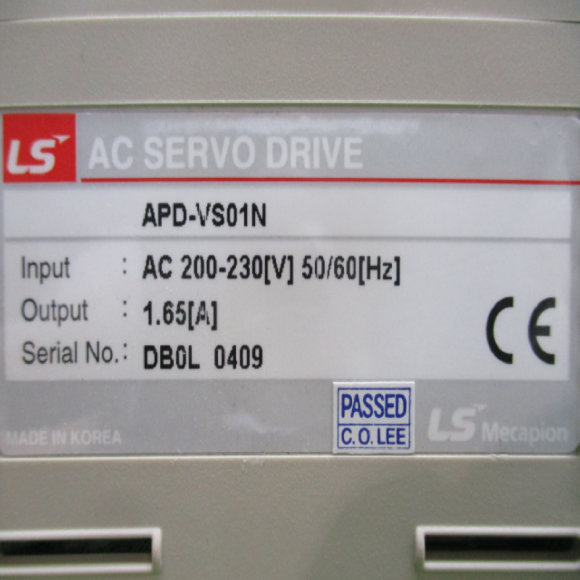 LS AC SERVO DRIVE
APD-VS01N
Input : AC 200-230[V] 50/60[Hz]
Output : 1.65[A]
Serial No. : DB0L 0409
CE
PASSED
C.O.LEE
MADE IN KOREA
LS Mecapion